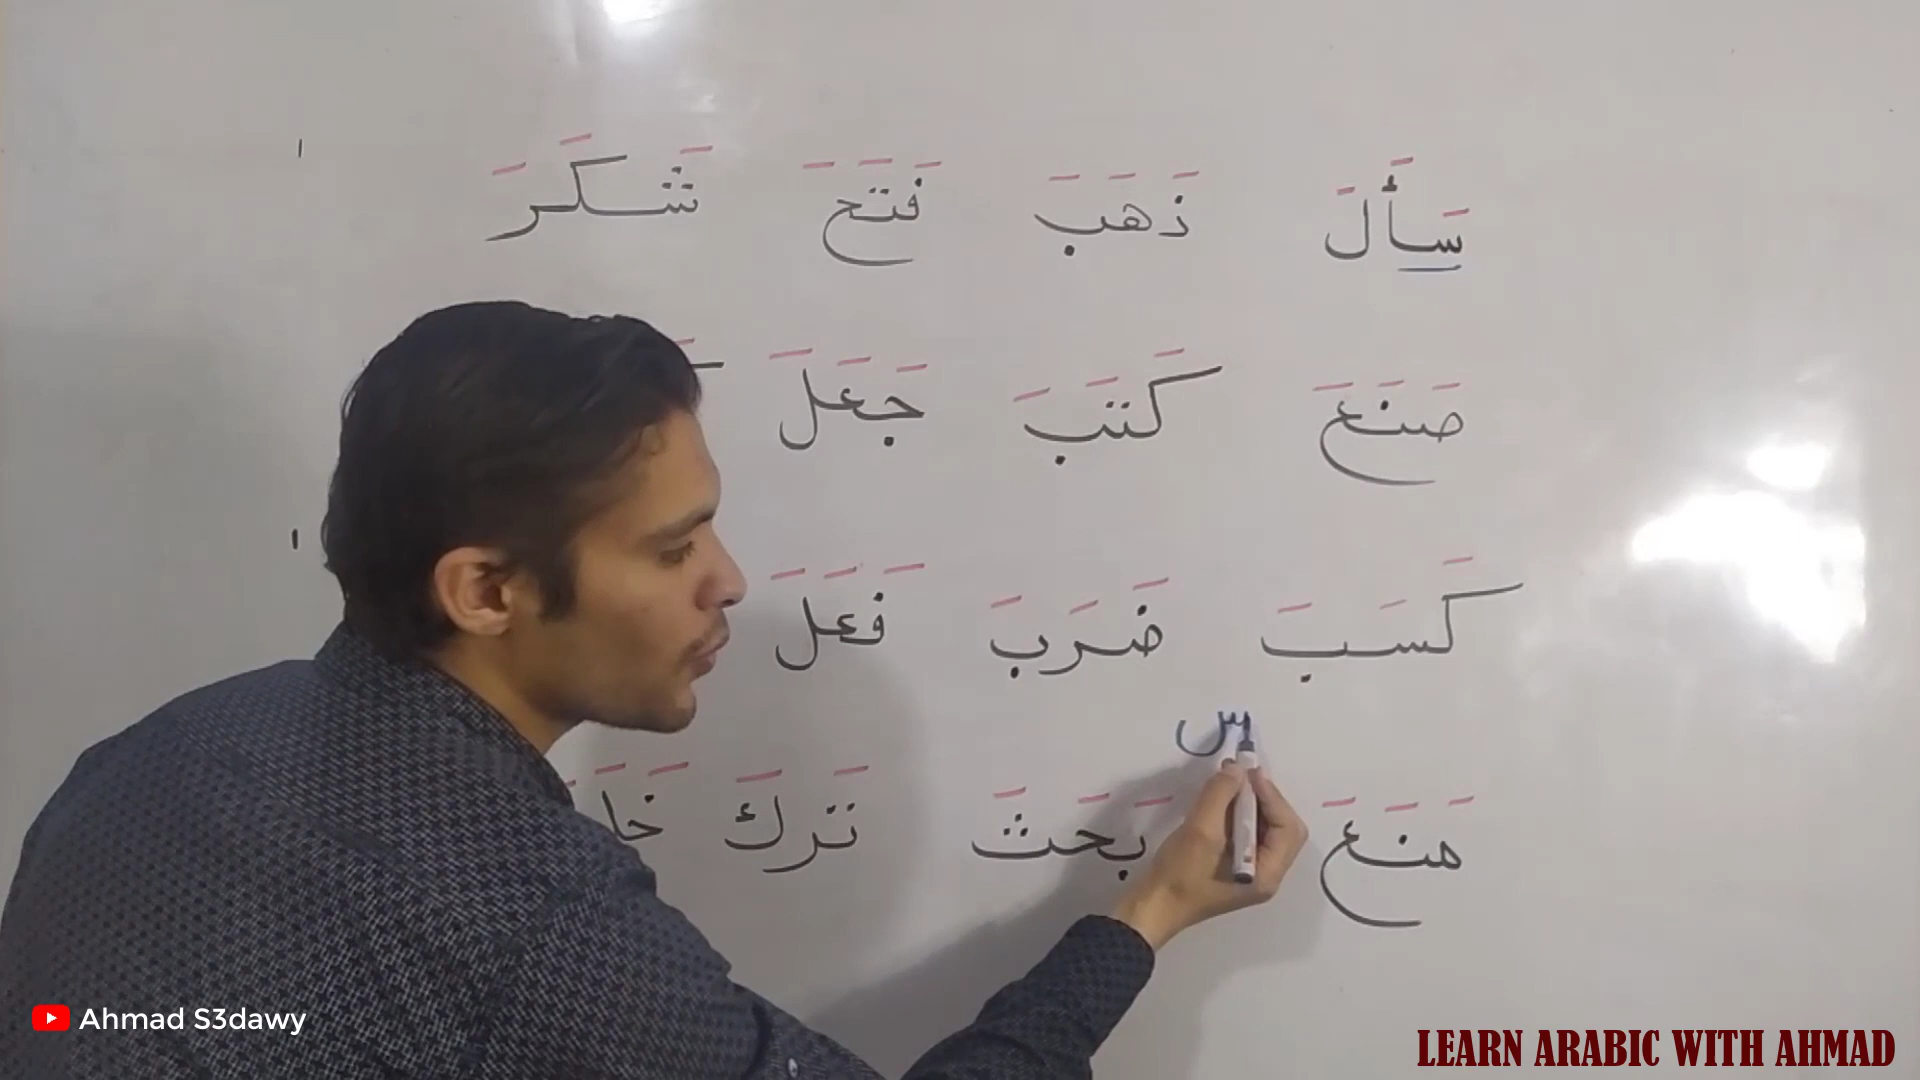 سَأَلَ ذَهَبَ فَتَحَ شَكَرَ
صَنَعَ كَتَبَ جَعَلَ
كَسَبَ ضَرَبَ فَعَلَ
س
مَنَعَ بَحَثَ تَرَكَ
Ahmad S3dawy
LEARN ARABIC WITH AHMAD